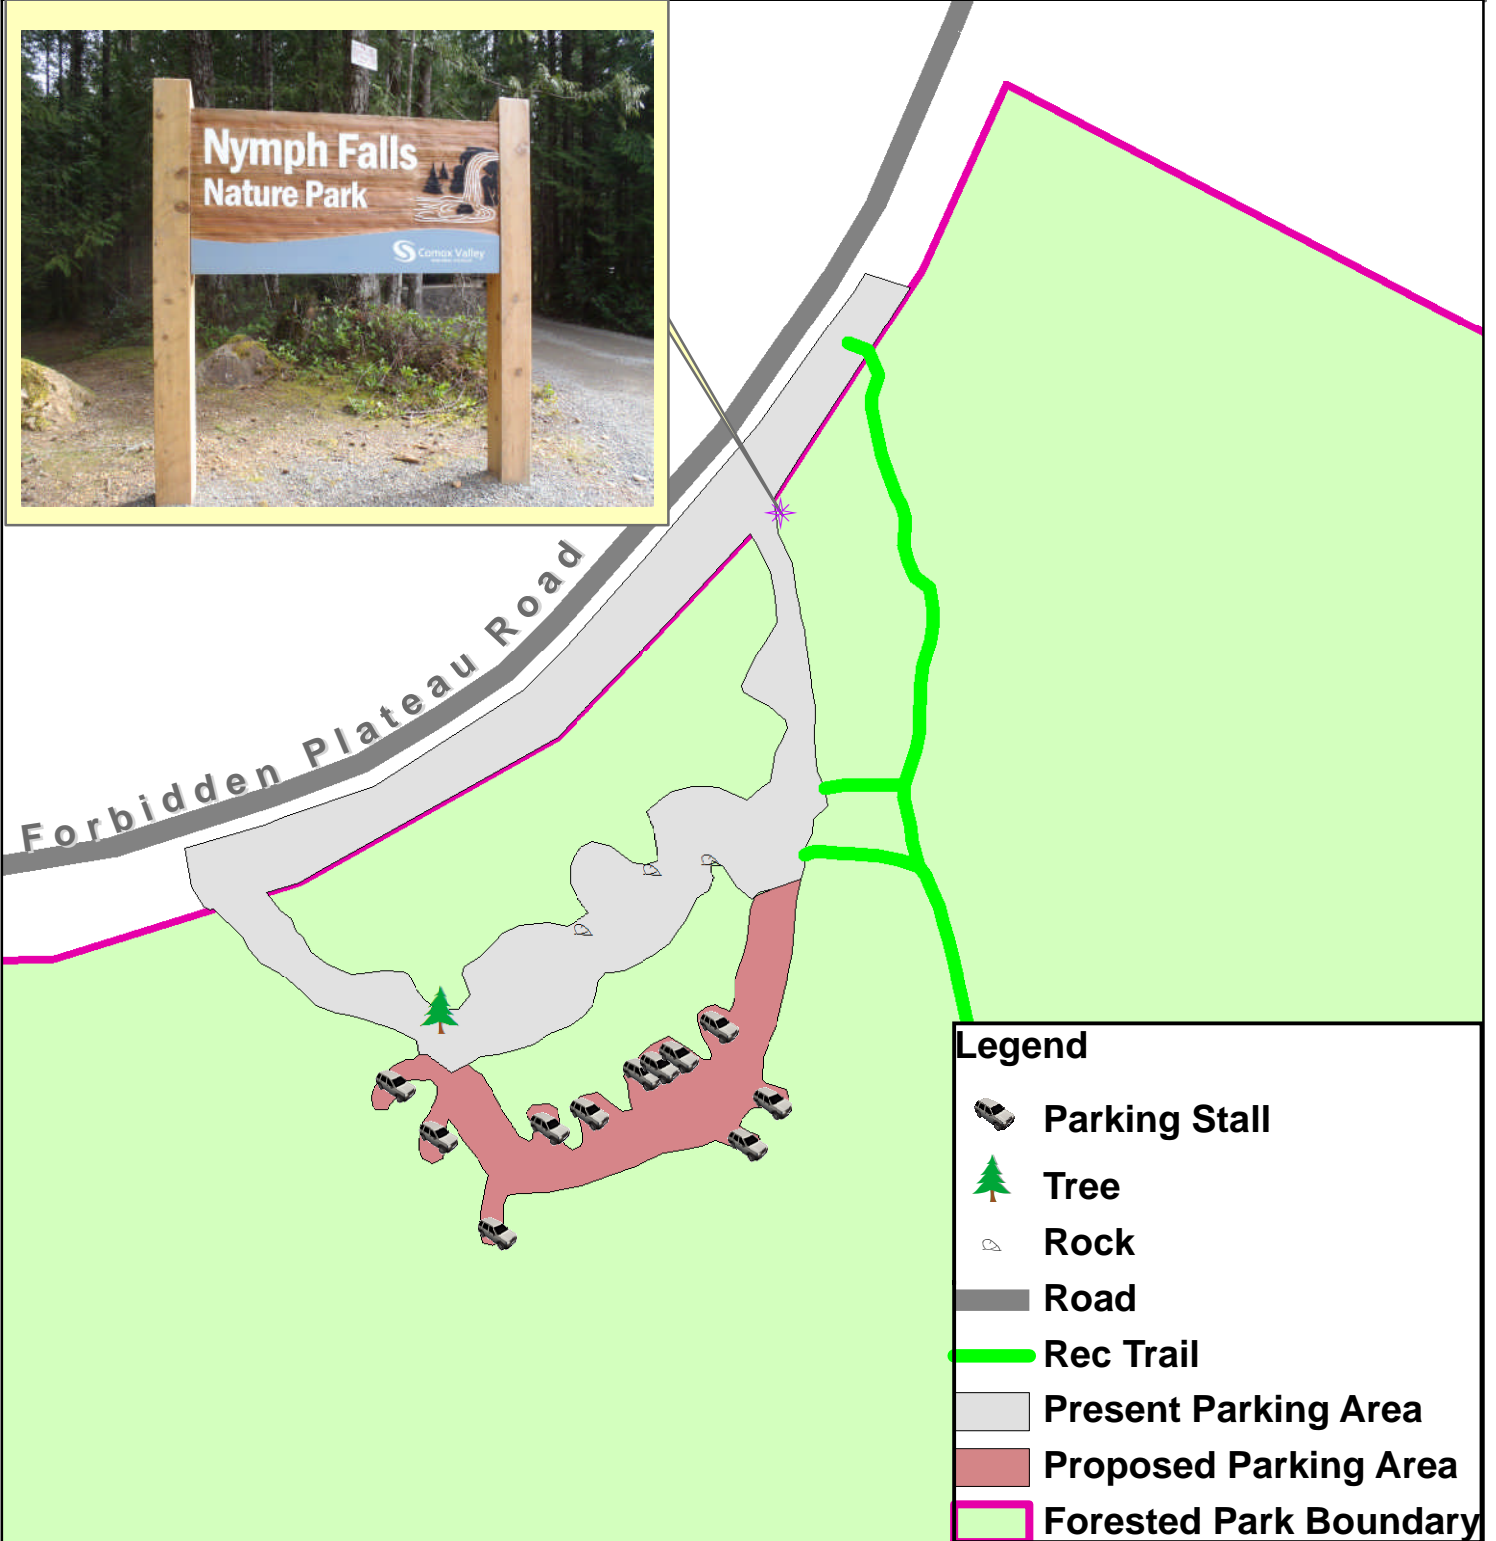 Nymph Falls
Nature Park
Comox Valley
Forbidden Plateau Road
Legend
Parking Stall
Tree
Rock
Road
Rec Trail
Present Parking Area
Proposed Parking Area
Forested Park Boundary